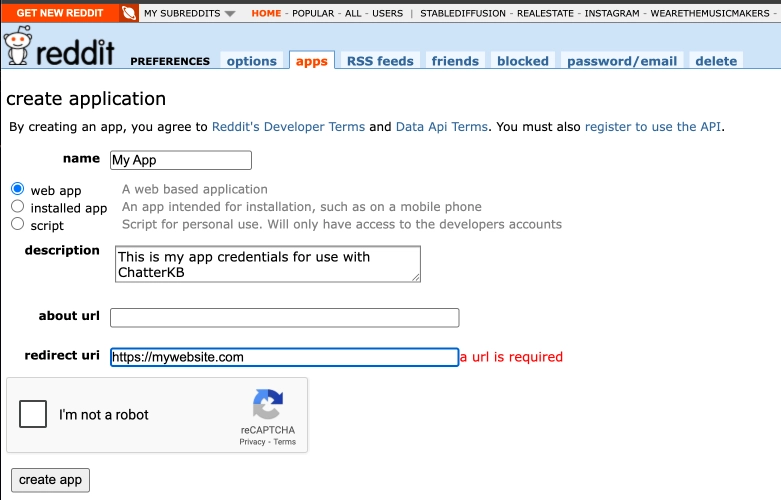 GET NEW REDDIT MY SUBREDDITS HOME - POPULAR - ALL - USERS | STABLEDIFFUSION - REALESTATE - INSTAGRAM - WEARETHEMUSICMAKERS -
reddit PREFERENCES options apps RSS feeds friends blocked password/email delete
create application
By creating an app, you agree to Reddit's Developer Terms and Data Api Terms. You must also register to use the API.
name My App
web app A web based application
installed app An app intended for installation, such as on a mobile phone
script Script for personal use. Will only have access to the developers accounts
description This is my app credentials for use with
ChatterKB
about url
redirect uri https://mywebsite.com a url is required
I'm not a robot
reCAPTCHA
Privacy - Terms
create app